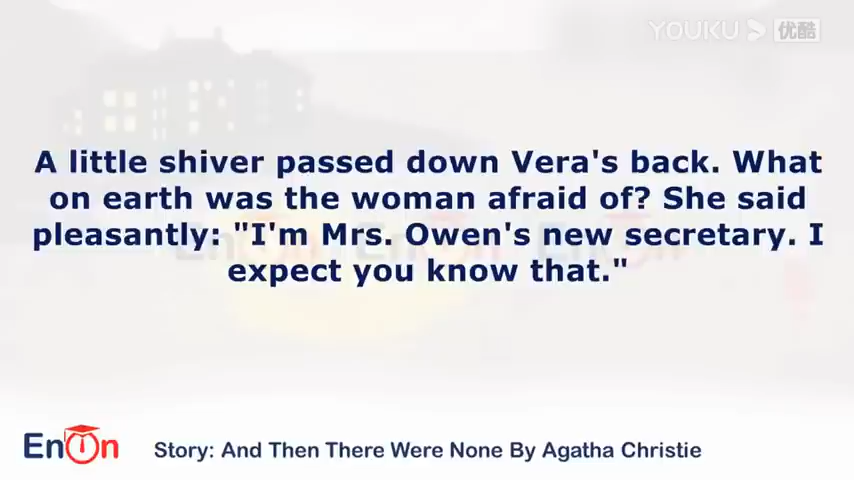 YOUKU 优酷
A little shiver passed down Vera's back. What
on earth was the woman afraid of? She said
pleasantly: "I'm Mrs. Owen's new secretary. I
expect you know that."
EnOn
Story: And Then There Were None By Agatha Christie